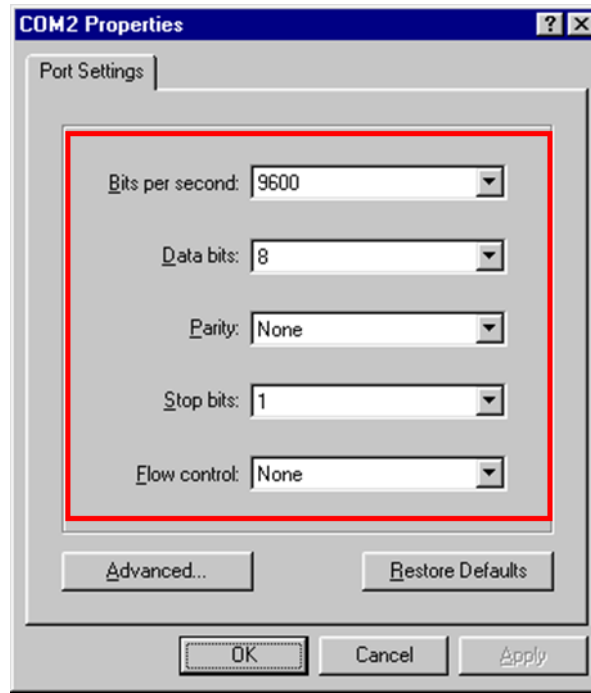 COM2 Properties
Port Settings
Bits per second: 9600
Data bits: 8
Parity: None
Stop bits: 1
Flow control: None
Advanced... Restore Defaults
OK Cancel Apply